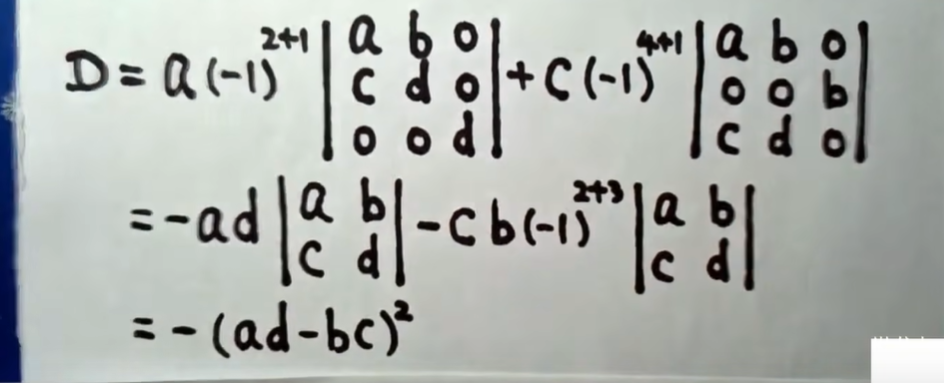 D = a(-1)^{2+1} \begin{vmatrix} a & b & 0 \\ c & d & 0 \\ 0 & 0 & d \end{vmatrix} + c(-1)^{4+1} \begin{vmatrix} a & b & 0 \\ 0 & 0 & b \\ c & d & 0 \end{vmatrix}
= -ad \begin{vmatrix} a & b \\ c & d \end{vmatrix} - cb(-1)^{2+3} \begin{vmatrix} a & b \\ c & d \end{vmatrix}
= -(ad-bc)^2